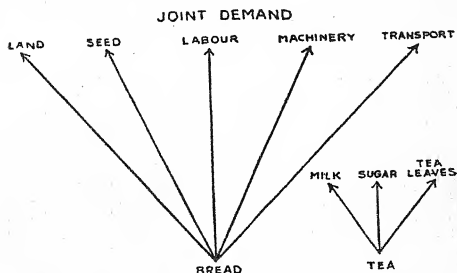 JOINT DEMAND
LAND SEED LABOUR MACHINERY TRANSPORT
MILK SUGAR TEA LEAVES
BREAD TEA